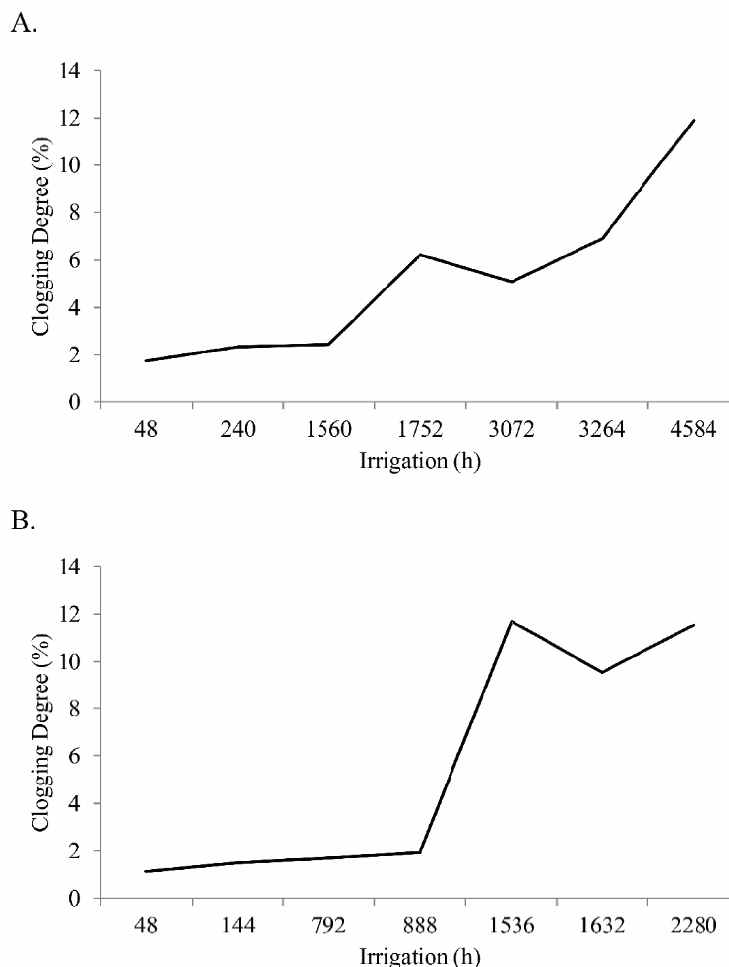 A.
14
12
10
8
6
4
2
0
Clogging Degree (%)
48 240 1560 1752 3072 3264 4584
Irrigation (h)
B.
14
12
10
8
6
4
2
0
Clogging Degree (%)
48 144 792 888 1536 1632 2280
Irrigation (h)